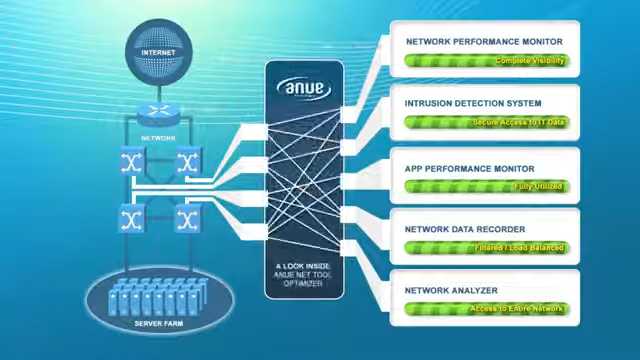 INTERNET
NETWORK
SERVER FARM
anue
A LOOK INSIDE
ANUE NET TOOL
OPTIMIZER
NETWORK PERFORMANCE MONITOR
Complete Visibility
INTRUSION DETECTION SYSTEM
Secure Access to IT Data
APP PERFORMANCE MONITOR
Fully Utilized
NETWORK DATA RECORDER
Filtered / Load Balanced
NETWORK ANALYZER
Access to Entire Network